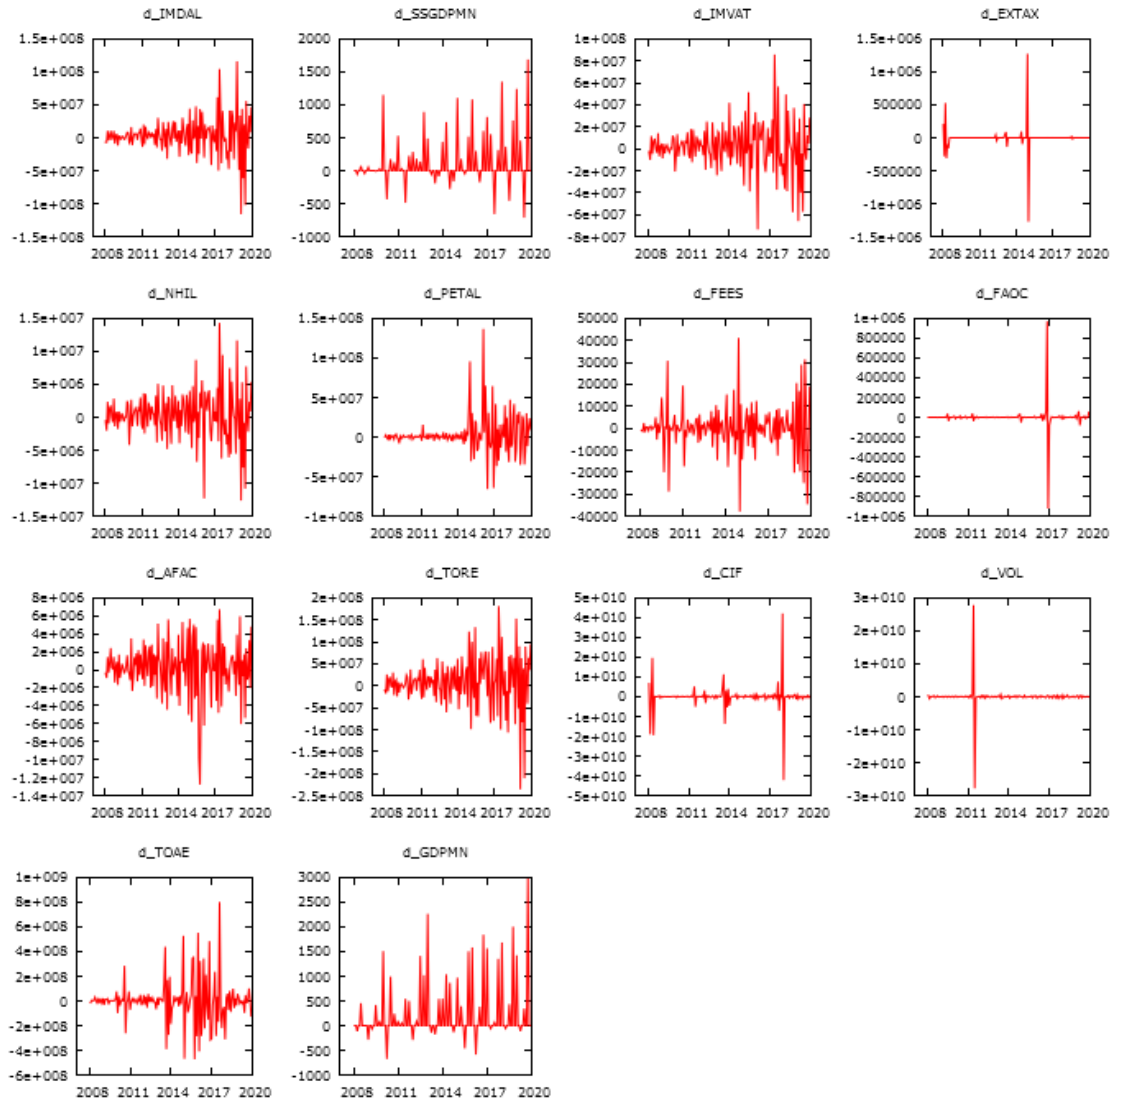 d_IMDAL
1.5e+008
1e+008
5e+007
0
-5e+007
-1e+008
-1.5e+008
2008 2011 2014 2017 2020
d_SSGDPMN
2000
1500
1000
500
0
-500
-1000
2008 2011 2014 2017 2020
d_IMVAT
1e+008
8e+007
6e+007
4e+007
2e+007
0
-2e+007
-4e+007
-6e+007
-8e+007
2008 2011 2014 2017 2020
d_EXTAX
1.5e+006
1e+006
500000
0
-500000
-1e+006
-1.5e+006
2008 2011 2014 2017 2020
d_NHIL
1.5e+007
1e+007
5e+006
0
-5e+006
-1e+007
-1.5e+007
2008 2011 2014 2017 2020
d_PETAL
1.5e+008
1e+008
5e+007
0
-5e+007
-1e+008
2008 2011 2014 2017 2020
d_FEES
50000
40000
30000
20000
10000
0
-10000
-20000
-30000
-40000
2008 2011 2014 2017 2020
d_FAOC
1e+006
800000
600000
400000
200000
0
-200000
-400000
-600000
-800000
-1e+006
2008 2011 2014 2017 2020
d_AFAC
8e+006
6e+006
4e+006
2e+006
0
-2e+006
-4e+006
-6e+006
-8e+006
-1e+007
-1.2e+007
-1.4e+007
2008 2011 2014 2017 2020
d_TORE
2e+008
1.5e+008
1e+008
5e+007
0
-5e+007
-1e+008
-1.5e+008
-2e+008
-2.5e+008
2008 2011 2014 2017 2020
d_CIF
5e+010
4e+010
3e+010
2e+010
1e+010
0
-1e+010
-2e+010
-3e+010
-4e+010
-5e+010
2008 2011 2014 2017 2020
d_VOL
3e+010
2e+010
1e+010
0
-1e+010
-2e+010
-3e+010
2008 2011 2014 2017 2020
d_TOAE
1e+009
8e+008
6e+008
4e+008
2e+008
0
-2e+008
-4e+008
-6e+008
2008 2011 2014 2017 2020
d_GDPMN
3000
2500
2000
1500
1000
500
0
-500
-1000
2008 2011 2014 2017 2020